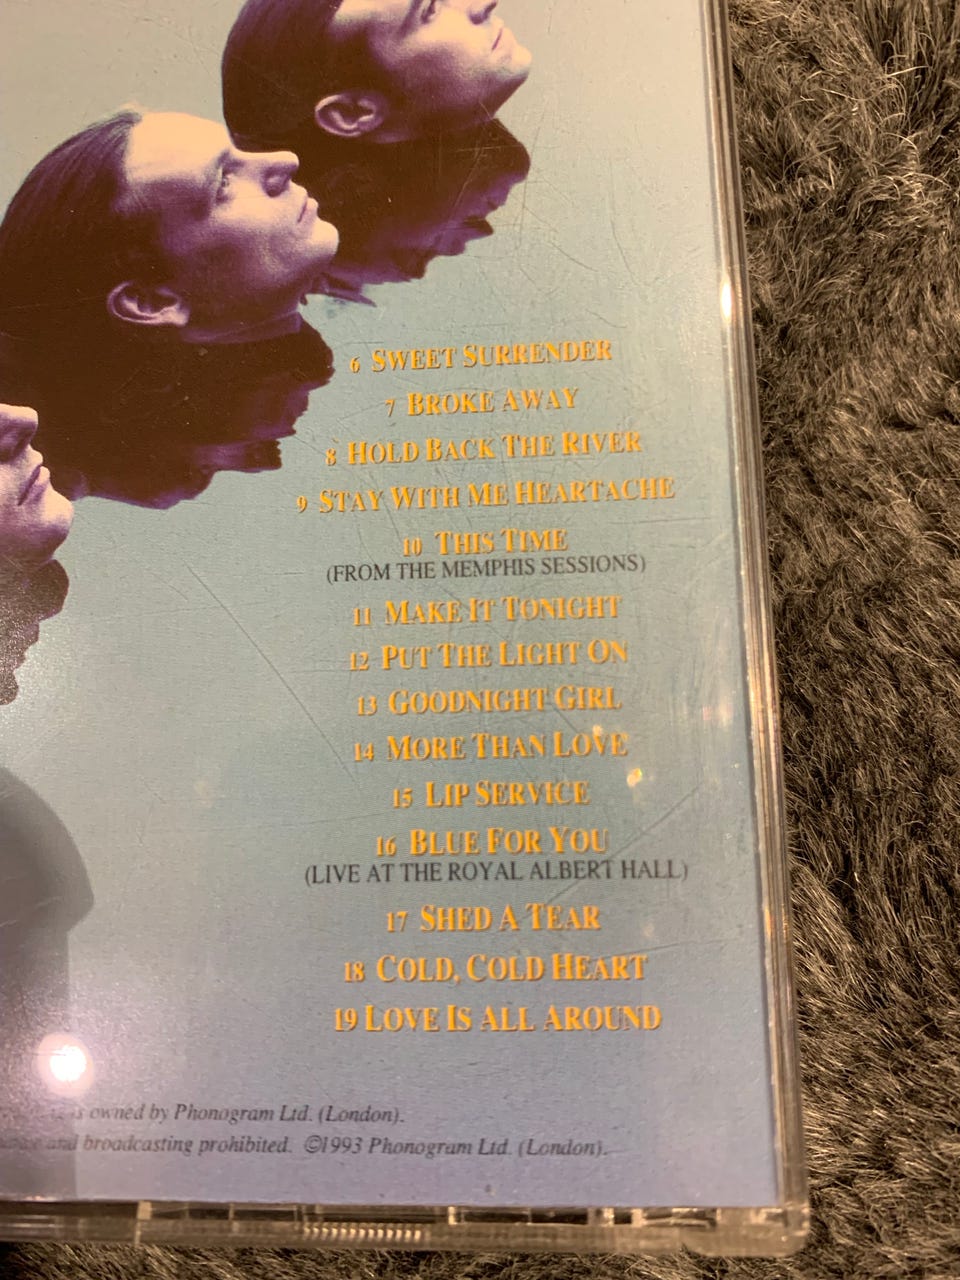 6 SWEET SURRENDER
7 BROKE AWAY
8 HOLD BACK THE RIVER
9 STAY WITH ME HEARTACHE
10 THIS TIME
(FROM THE MEMPHIS SESSIONS)
11 MAKE IT TONIGHT
12 PUT THE LIGHT ON
13 GOODNIGHT GIRL
14 MORE THAN LOVE
15 LIP SERVICE
16 BLUE FOR YOU
(LIVE AT THE ROYAL ALBERT HALL)
17 SHED A TEAR
18 COLD, COLD HEART
19 LOVE IS ALL AROUND
is owned by Phonogram Ltd. (London).
and broadcasting prohibited. ©1993 Phonogram Ltd. (London).